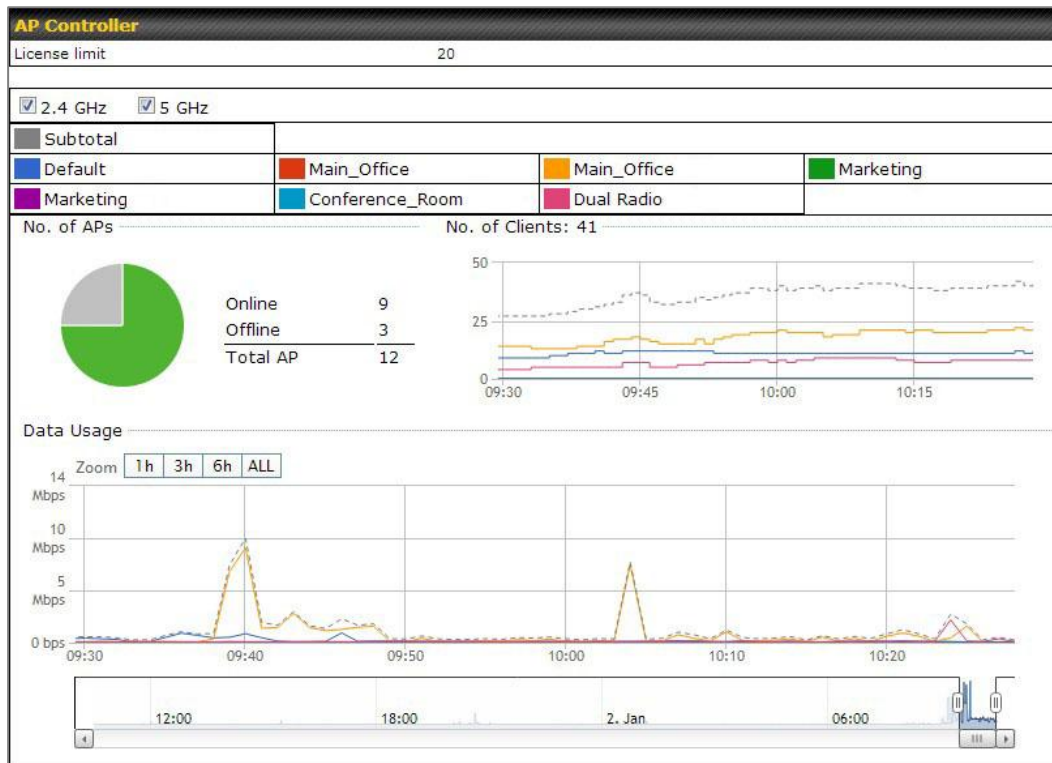 AP Controller
License limit 20
2.4 GHz 5 GHz
Subtotal
Default Main_Office Main_Office Marketing
Marketing Conference_Room Dual Radio
No. of APs No. of Clients: 41
Online 9
Offline 3
Total AP 12
50
25
0
09:30 09:45 10:00 10:15
Data Usage
Zoom 1h 3h 6h ALL
14
Mbps
10
Mbps
5
Mbps
0 bps
09:30 09:40 09:50 10:00 10:10 10:20
12:00 18:00 2. Jan 06:00